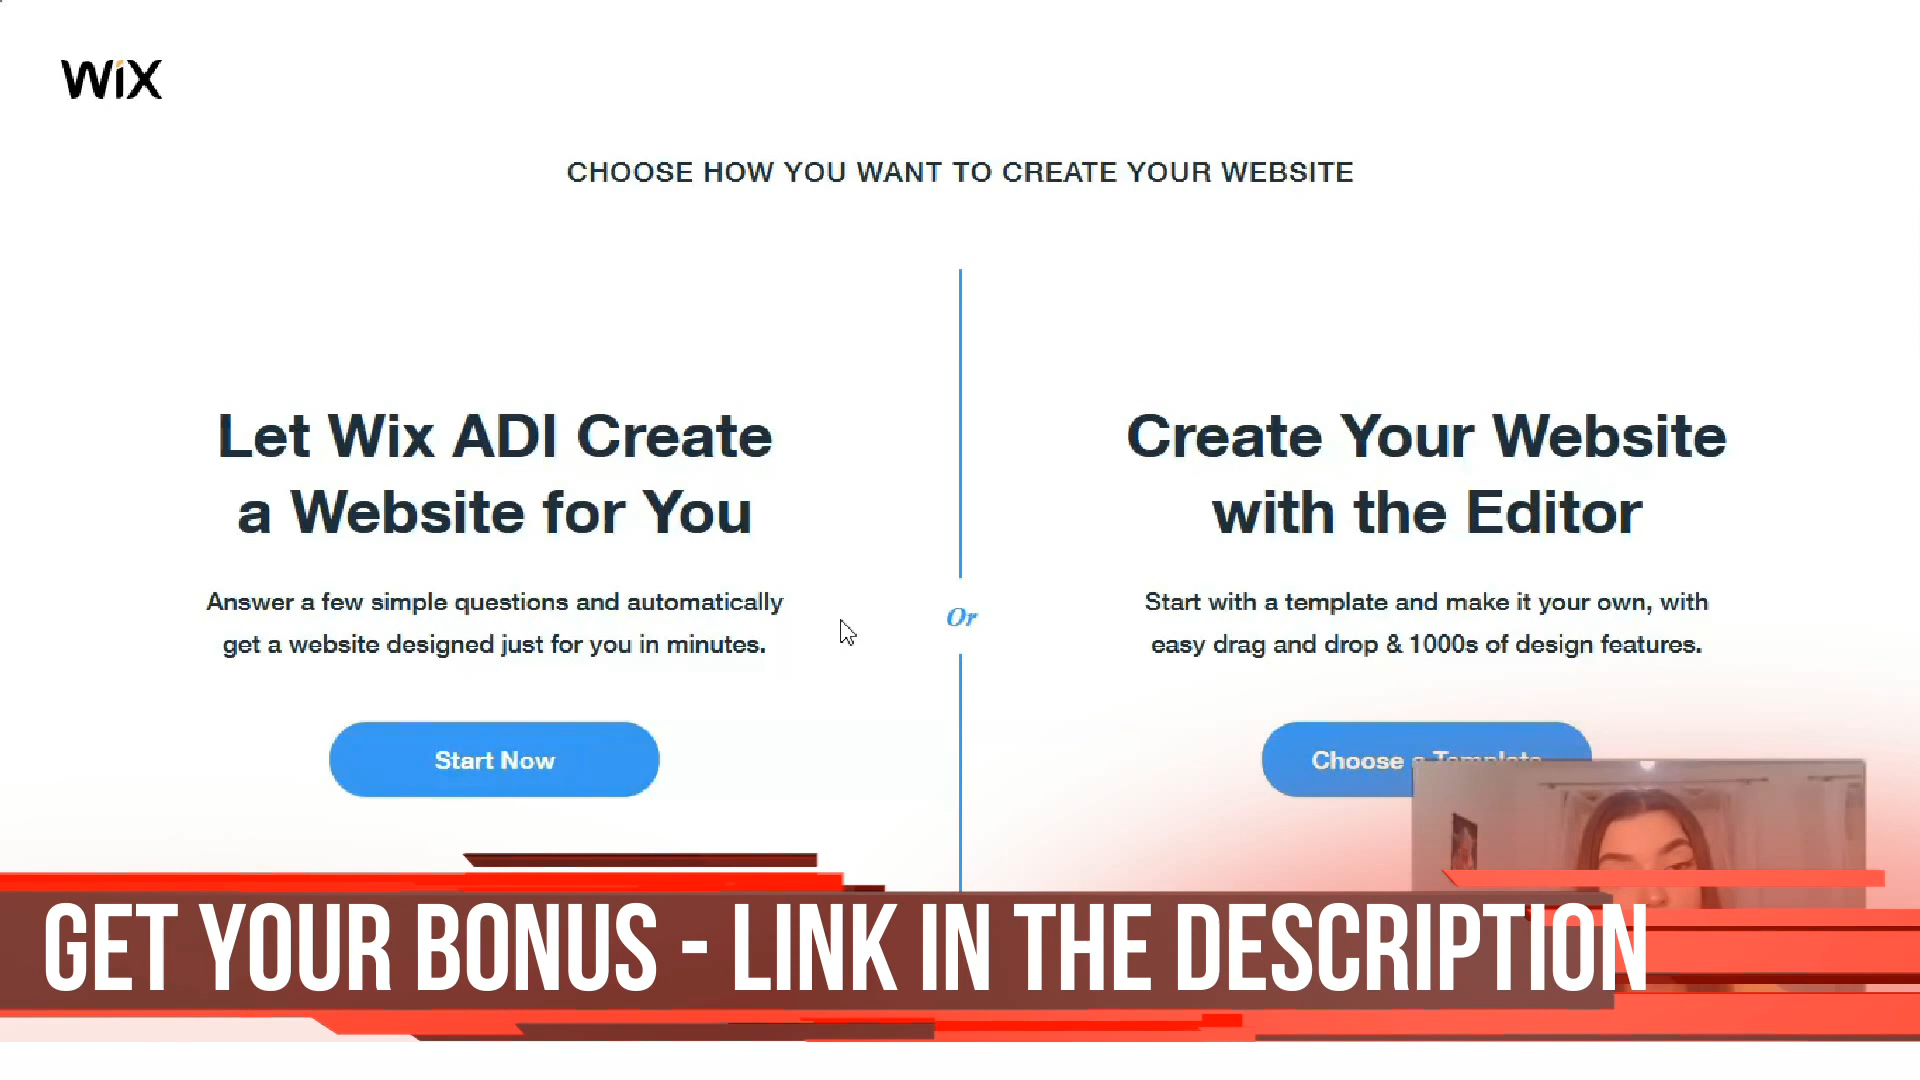 WiX
CHOOSE HOW YOU WANT TO CREATE YOUR WEBSITE
Let Wix ADI Create
a Website for You
Answer a few simple questions and automatically
get a website designed just for you in minutes.
Start Now
Or
Create Your Website
with the Editor
Start with a template and make it your own, with
easy drag and drop & 1000s of design features.
Choose a Template
GET YOUR BONUS - LINK IN THE DESCRIPTION